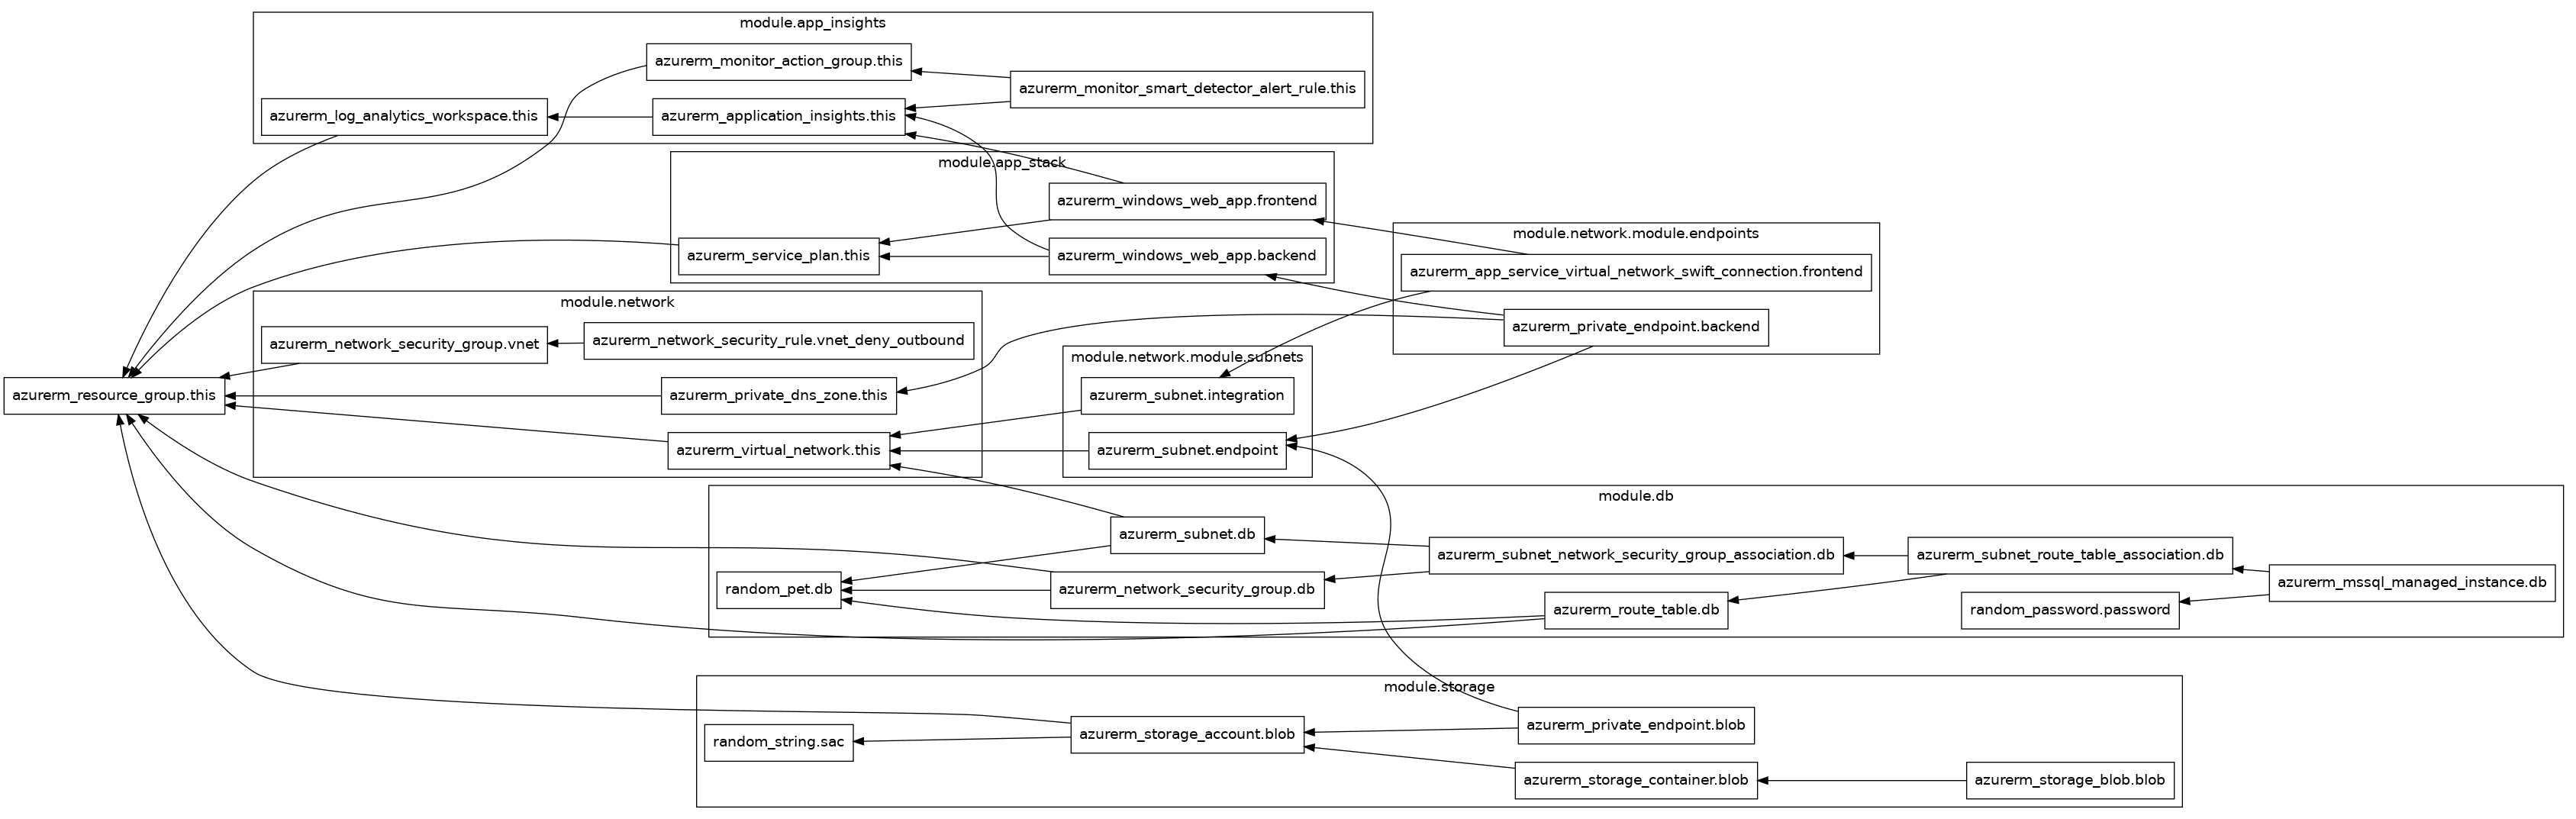 module.app_insights
azurerm_monitor_action_group.this
azurerm_monitor_smart_detector_alert_rule.this
azurerm_log_analytics_workspace.this
azurerm_application_insights.this
module.app_stack
azurerm_windows_web_app.frontend
azurerm_service_plan.this
azurerm_windows_web_app.backend
module.network.module.endpoints
azurerm_app_service_virtual_network_swift_connection.frontend
azurerm_private_endpoint.backend
module.network
azurerm_network_security_group.vnet
azurerm_network_security_rule.vnet_deny_outbound
azurerm_resource_group.this
azurerm_private_dns_zone.this
azurerm_virtual_network.this
module.network.module.subnets
azurerm_subnet.integration
azurerm_subnet.endpoint
module.db
azurerm_subnet.db
azurerm_subnet_network_security_group_association.db
azurerm_subnet_route_table_association.db
azurerm_mssql_managed_instance.db
random_pet.db
azurerm_network_security_group.db
azurerm_route_table.db
random_password.password
module.storage
azurerm_private_endpoint.blob
random_string.sac
azurerm_storage_account.blob
azurerm_storage_container.blob
azurerm_storage_blob.blob